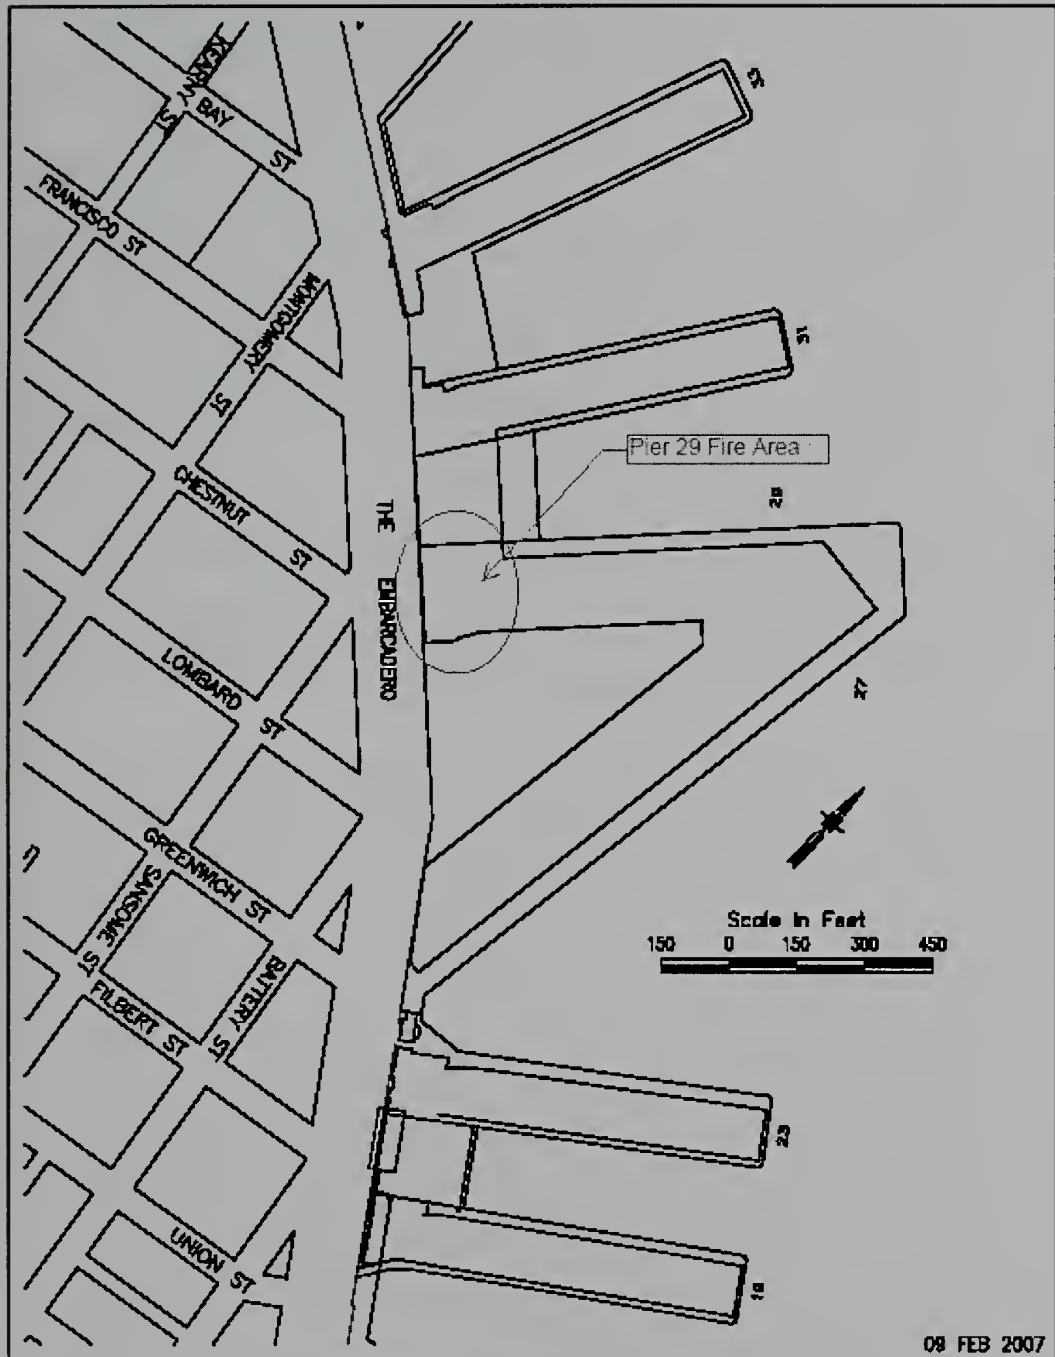 KEARNY ST
BAY ST
33
FRANCISCO ST
MONTGOMERY ST
31
Pier 29 Fire Area
CHESTNUT ST
29
THE EMBARCADERO
LOMBARD ST
27
GREENWICH ST
SANSOME ST
Scale In Feet
150 0 150 300 450
BATTERY ST
FILBERT ST
23
UNION ST
19
09 FEB 2007